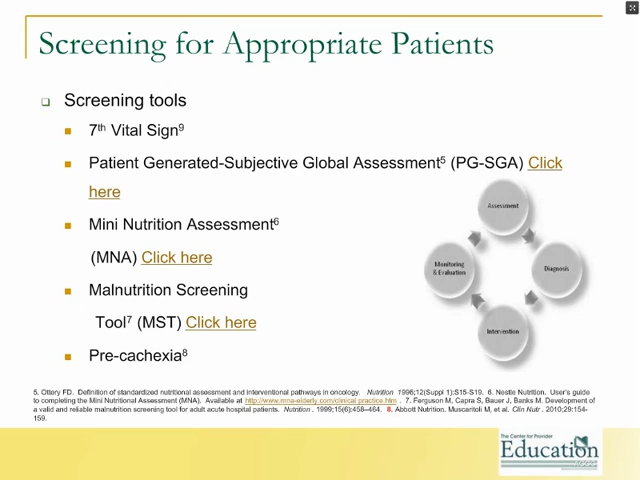 Screening for Appropriate Patients
Screening tools
7th Vital Sign9
Patient Generated-Subjective Global Assessment5 (PG-SGA) Click
here
Mini Nutrition Assessment6
(MNA) Click here
Malnutrition Screening
Tool7 (MST) Click here
Pre-cachexia8
Assessment
Monitoring
& Evaluation
Diagnosis
Intervention
5. Ottery FD. Definition of standardized nutritional assessment and interventional pathways in oncology. Nutrition 1996;12(Suppl 1):S15-S19. 6. Nestle Nutrition. User's guide
to completing the Mini Nutritional Assessment (MNA). Available at http://www.mna-elderly.com/clinical practice.htm . 7. Ferguson M, Capra S, Bauer J, Banks M. Development of
a valid and reliable malnutrition screening tool for adult acute hospital patients. Nutrition . 1999;15(6):458–464. 8. Abbott Nutrition. Muscaritoli M, et al. Clin Nutr . 2010;29:154-
159.
The Center for Provider
Education